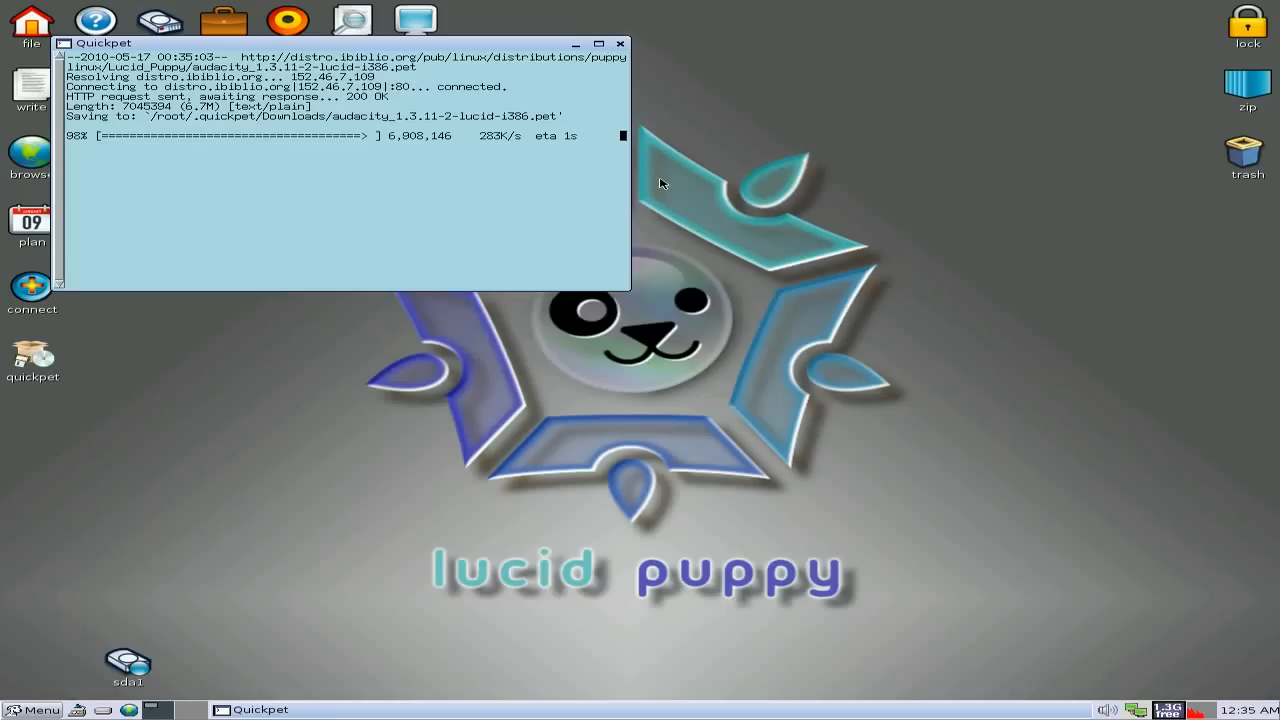 file
lock
Quickpet
--2010-05-17 00:35:03--  http://distro.ibiblio.org/pub/linux/distributions/puppy
linux/Lucid_Puppy/audacity_1.3.11-2-lucid-i386.pet
Resolving distro.ibiblio.org... 152.46.7.109
Connecting to distro.ibiblio.org|152.46.7.109|:80... connected.
HTTP request sent, awaiting response... 200 OK
Length: 7045394 (6.7M) [text/plain]
Saving to: `/root/.quickpet/Downloads/audacity_1.3.11-2-lucid-i386.pet'
98% [====================================> ] 6,908,146    283K/s  eta 1s
write
zip
brows
trash
JANUARY
09
plan
connect
quickpet
lucid puppy
sda1
Menu
Quickpet
1.3G
free
12:35 AM